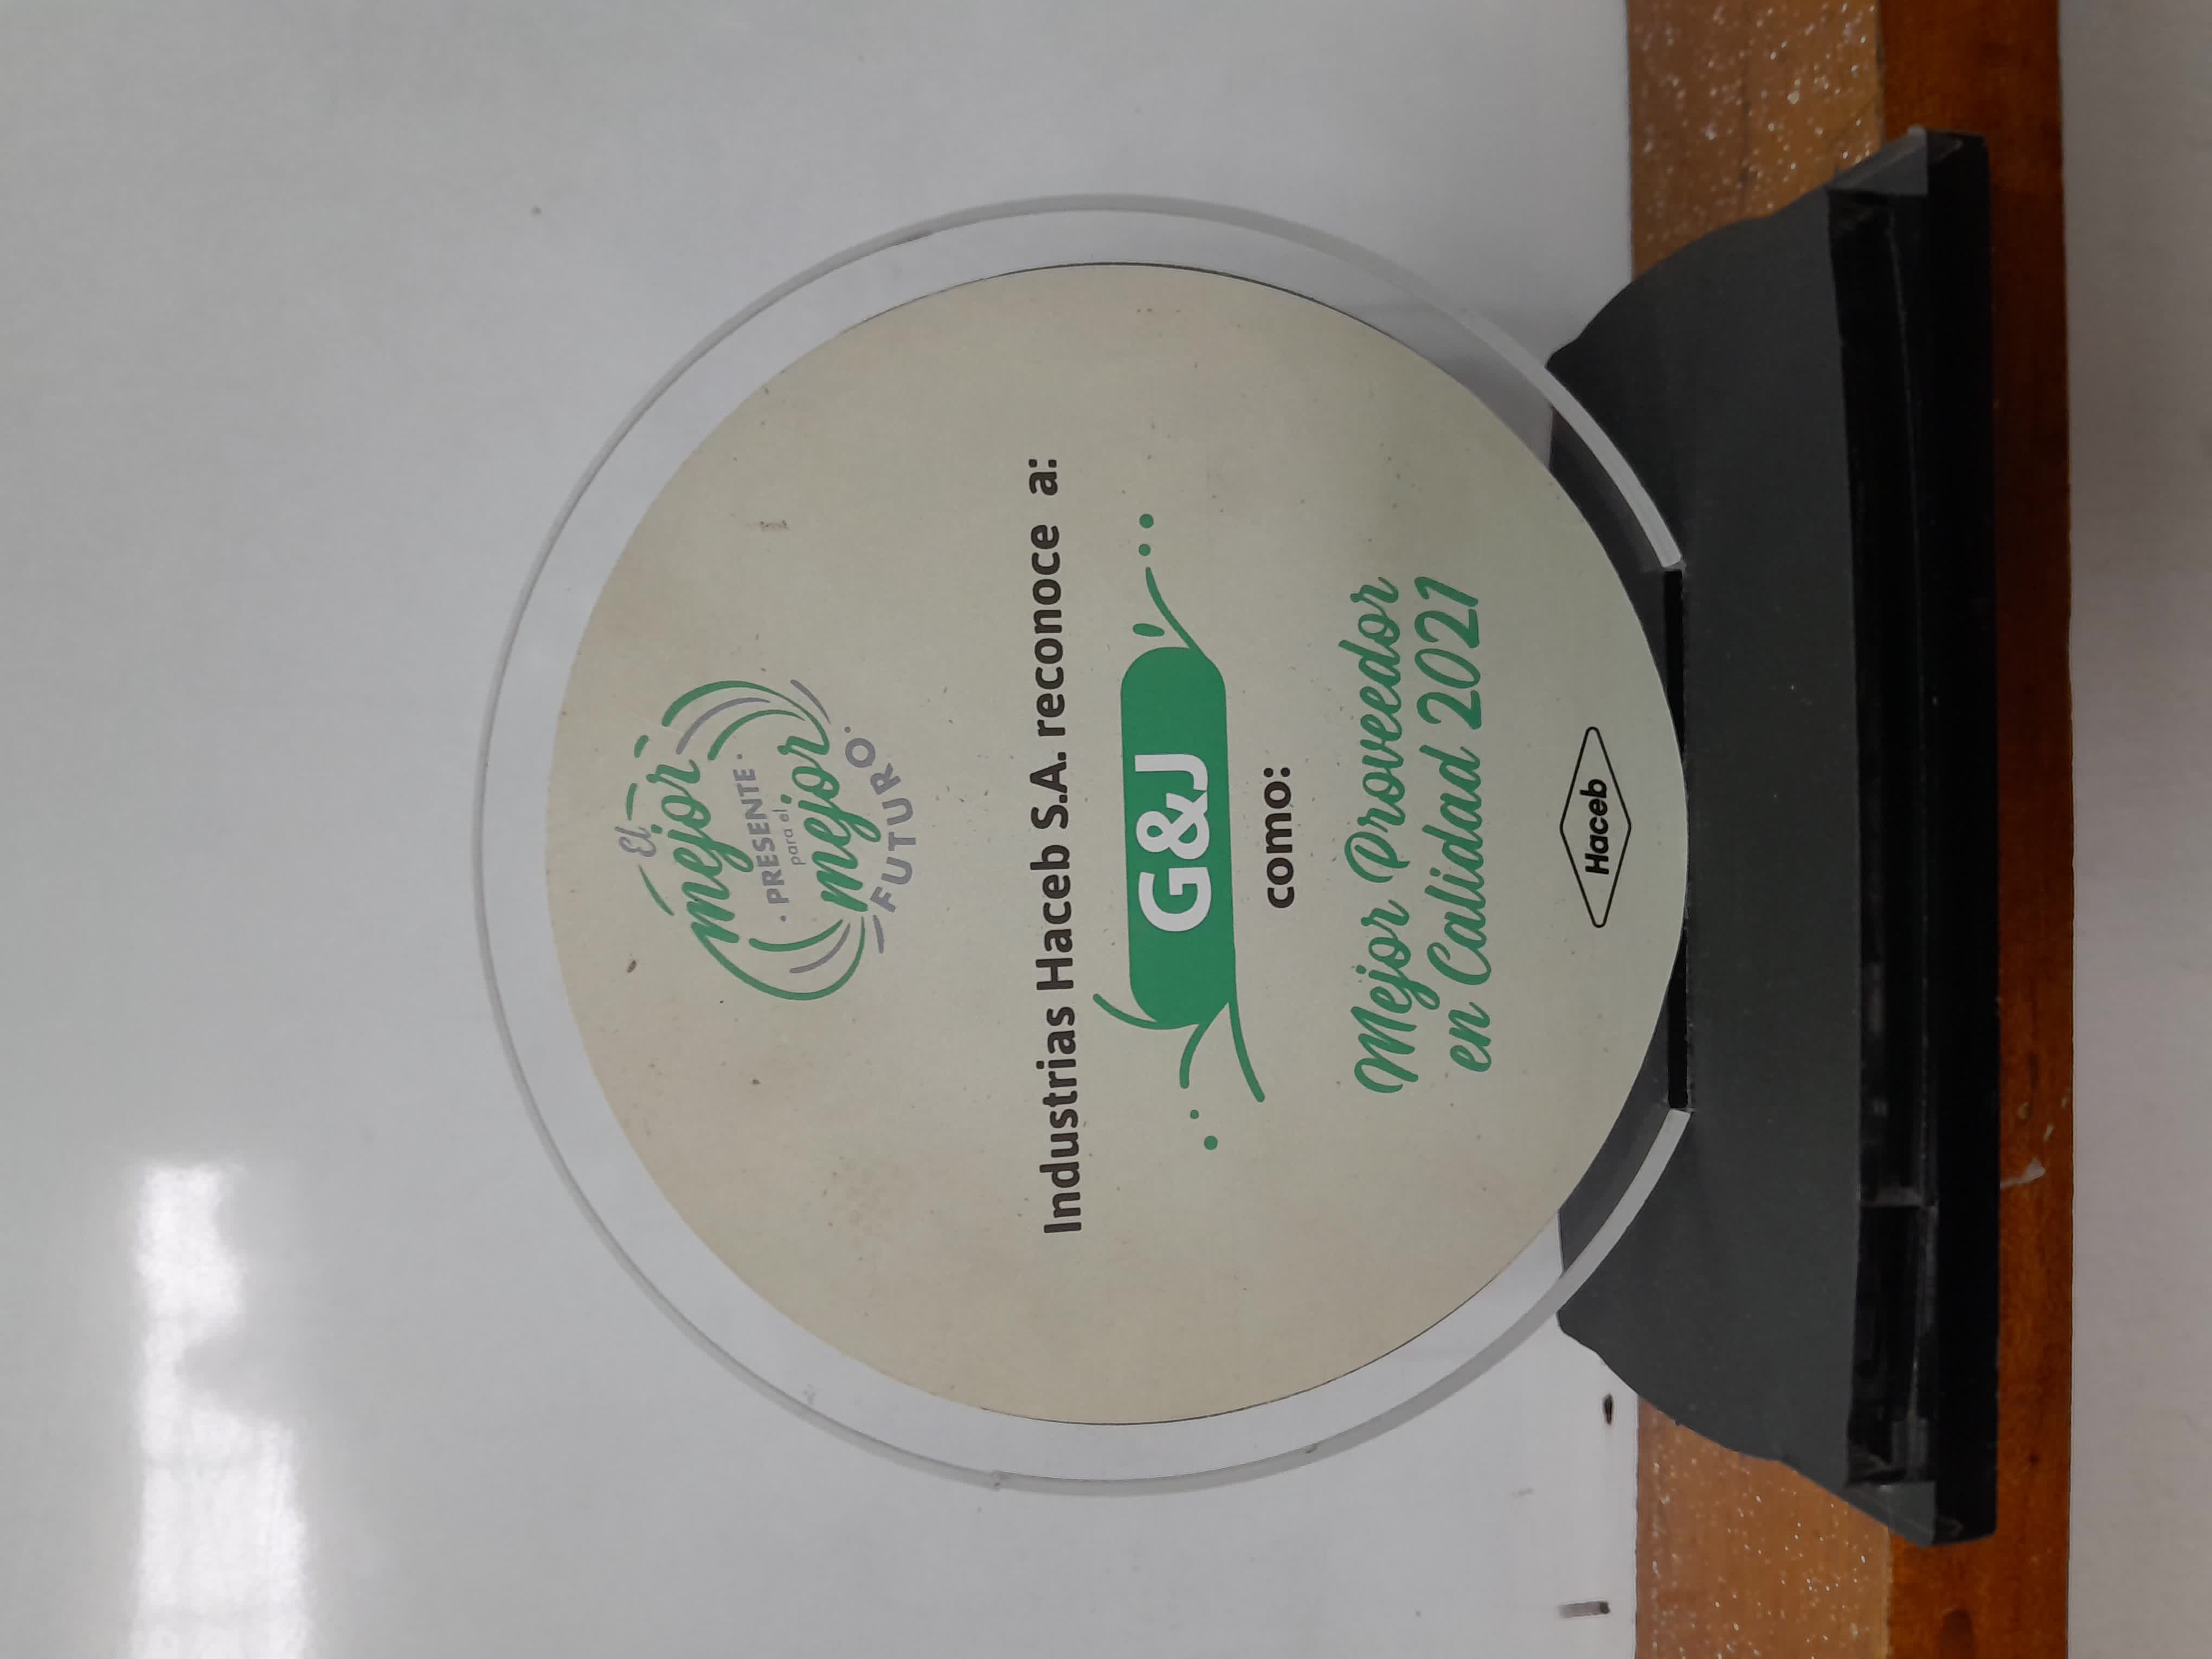 El
mejor
· PRESENTE ·
para el
mejor
FUTURO
Industrias Haceb S.A. reconoce a:
G&J
como:
Mejor Proveedor
en Calidad 2021
Haceb